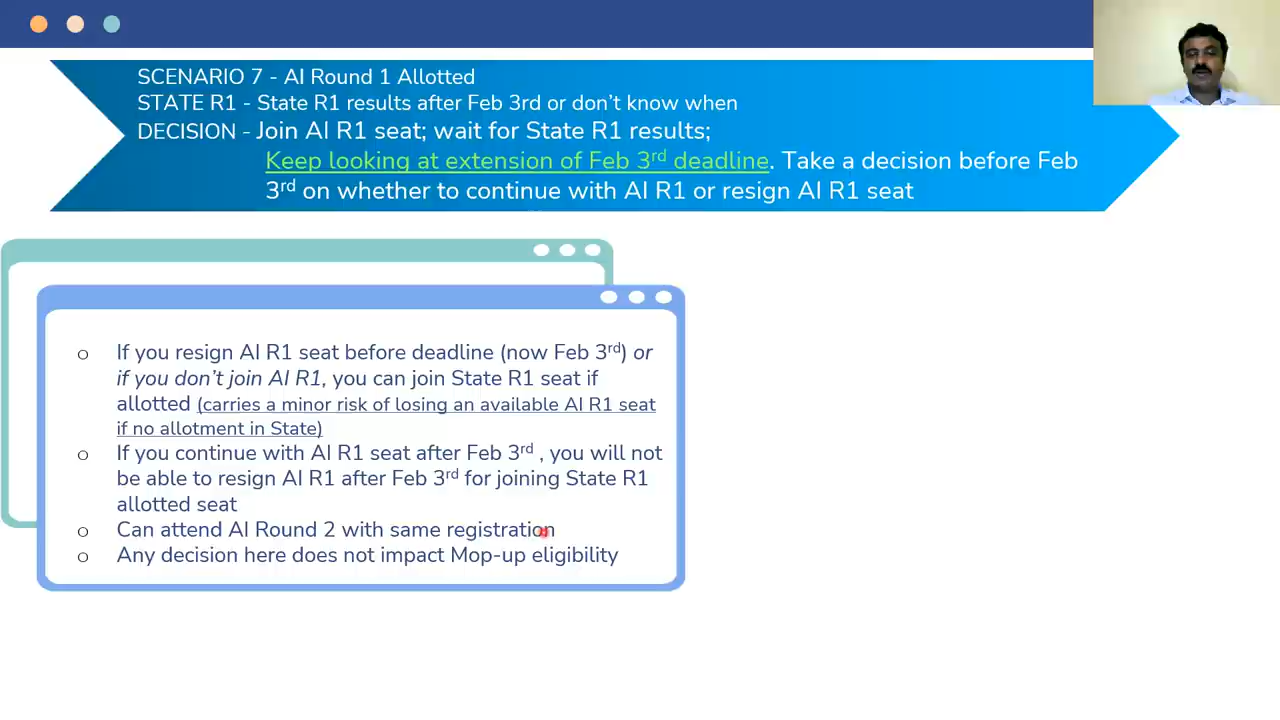 SCENARIO 7 - AI Round 1 Allotted
STATE R1 - State R1 results after Feb 3rd or don't know when
DECISION - Join AI R1 seat; wait for State R1 results;
Keep looking at extension of Feb 3rd deadline. Take a decision before Feb
3rd on whether to continue with AI R1 or resign AI R1 seat
o If you resign AI R1 seat before deadline (now Feb 3rd) or
if you don't join AI R1, you can join State R1 seat if
allotted (carries a minor risk of losing an available AI R1 seat
if no allotment in State)
o If you continue with AI R1 seat after Feb 3rd , you will not
be able to resign AI R1 after Feb 3rd for joining State R1
allotted seat
o Can attend AI Round 2 with same registration
o Any decision here does not impact Mop-up eligibility